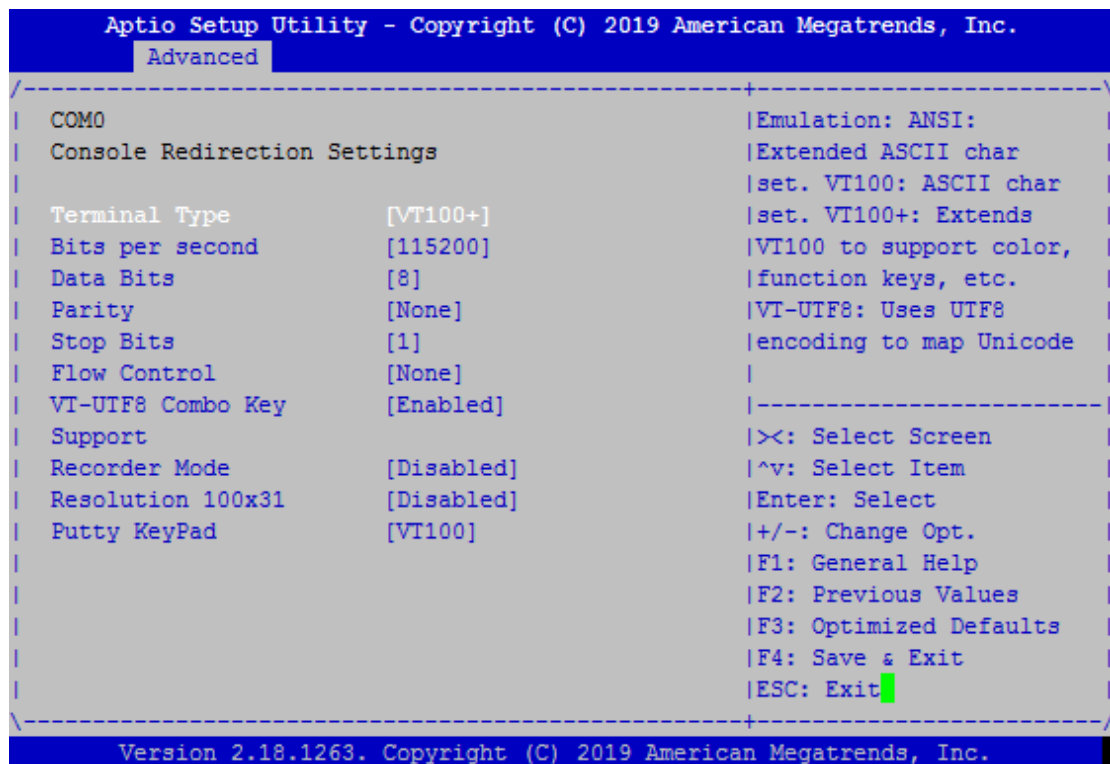 Aptio Setup Utility - Copyright (C) 2019 American Megatrends, Inc.
Advanced
/----------------------------------------------------+-------------------------\
| COM0 |Emulation: ANSI: |
| Console Redirection Settings |Extended ASCII char |
| |set. VT100: ASCII char |
| Terminal Type [VT100+] |set. VT100+: Extends |
| Bits per second [115200] |VT100 to support color, |
| Data Bits [8] |function keys, etc. |
| Parity [None] |VT-UTF8: Uses UTF8 |
| Stop Bits [1] |encoding to map Unicode |
| Flow Control [None] | |
| VT-UTF8 Combo Key [Enabled] |-------------------------|
| Support |><: Select Screen |
| Recorder Mode [Disabled] |^v: Select Item |
| Resolution 100x31 [Disabled] |Enter: Select |
| Putty KeyPad [VT100] |+/-: Change Opt. |
| |F1: General Help |
| |F2: Previous Values |
| |F3: Optimized Defaults |
| |F4: Save & Exit |
| |ESC: Exit |
\----------------------------------------------------+-------------------------/
Version 2.18.1263. Copyright (C) 2019 American Megatrends, Inc.